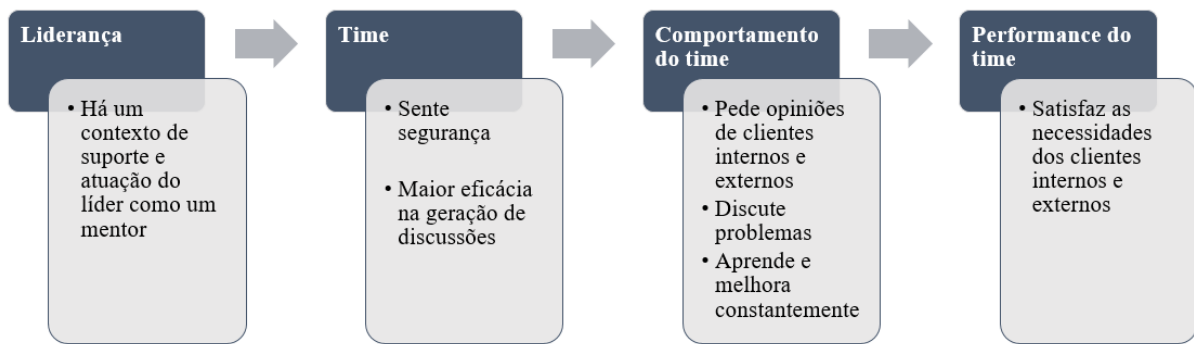 Liderança
• Há um
contexto de
suporte e
atuação do
líder como um
mentor
Time
• Sente
segurança
• Maior eficácia
na geração de
discussões
Comportamento
do time
• Pede opiniões
de clientes
internos e
externos
• Discute
problemas
• Aprende e
melhora
constantemente
Performance do
time
• Satisfaz as
necessidades
dos clientes
internos e
externos